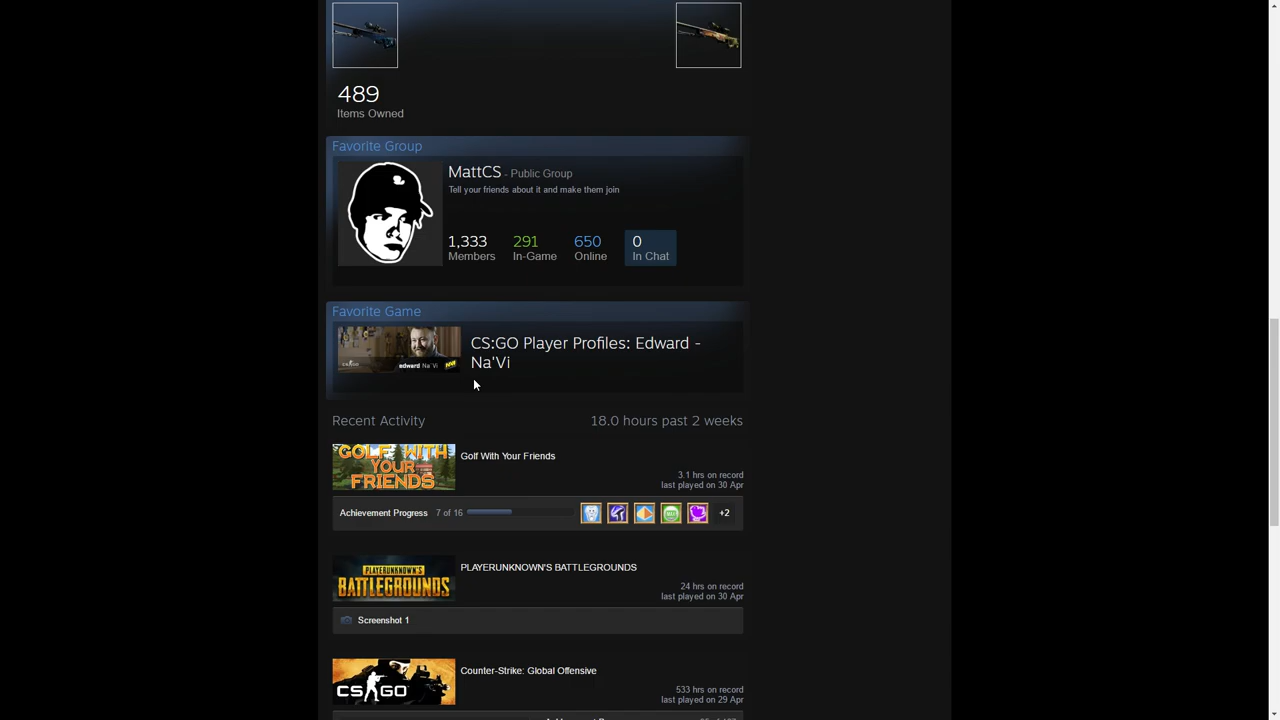 489
Items Owned
Favorite Group
MattCS - Public Group
Tell your friends about it and make them join
1,333 291 650 0
Members In-Game Online In Chat
Favorite Game
CS:GO Player Profiles: Edward -
Na'Vi
CS:GO edward Na'Vi
Recent Activity 18.0 hours past 2 weeks
GOLF WITH
YOUR
FRIENDS
Golf With Your Friends
3.1 hrs on record
last played on 30 Apr
Achievement Progress 7 of 16 +2
PLAYERUNKNOWN'S
BATTLEGROUNDS
PLAYERUNKNOWN'S BATTLEGROUNDS
24 hrs on record
last played on 30 Apr
Screenshot 1
CS GO
Counter-Strike: Global Offensive
533 hrs on record
last played on 29 Apr